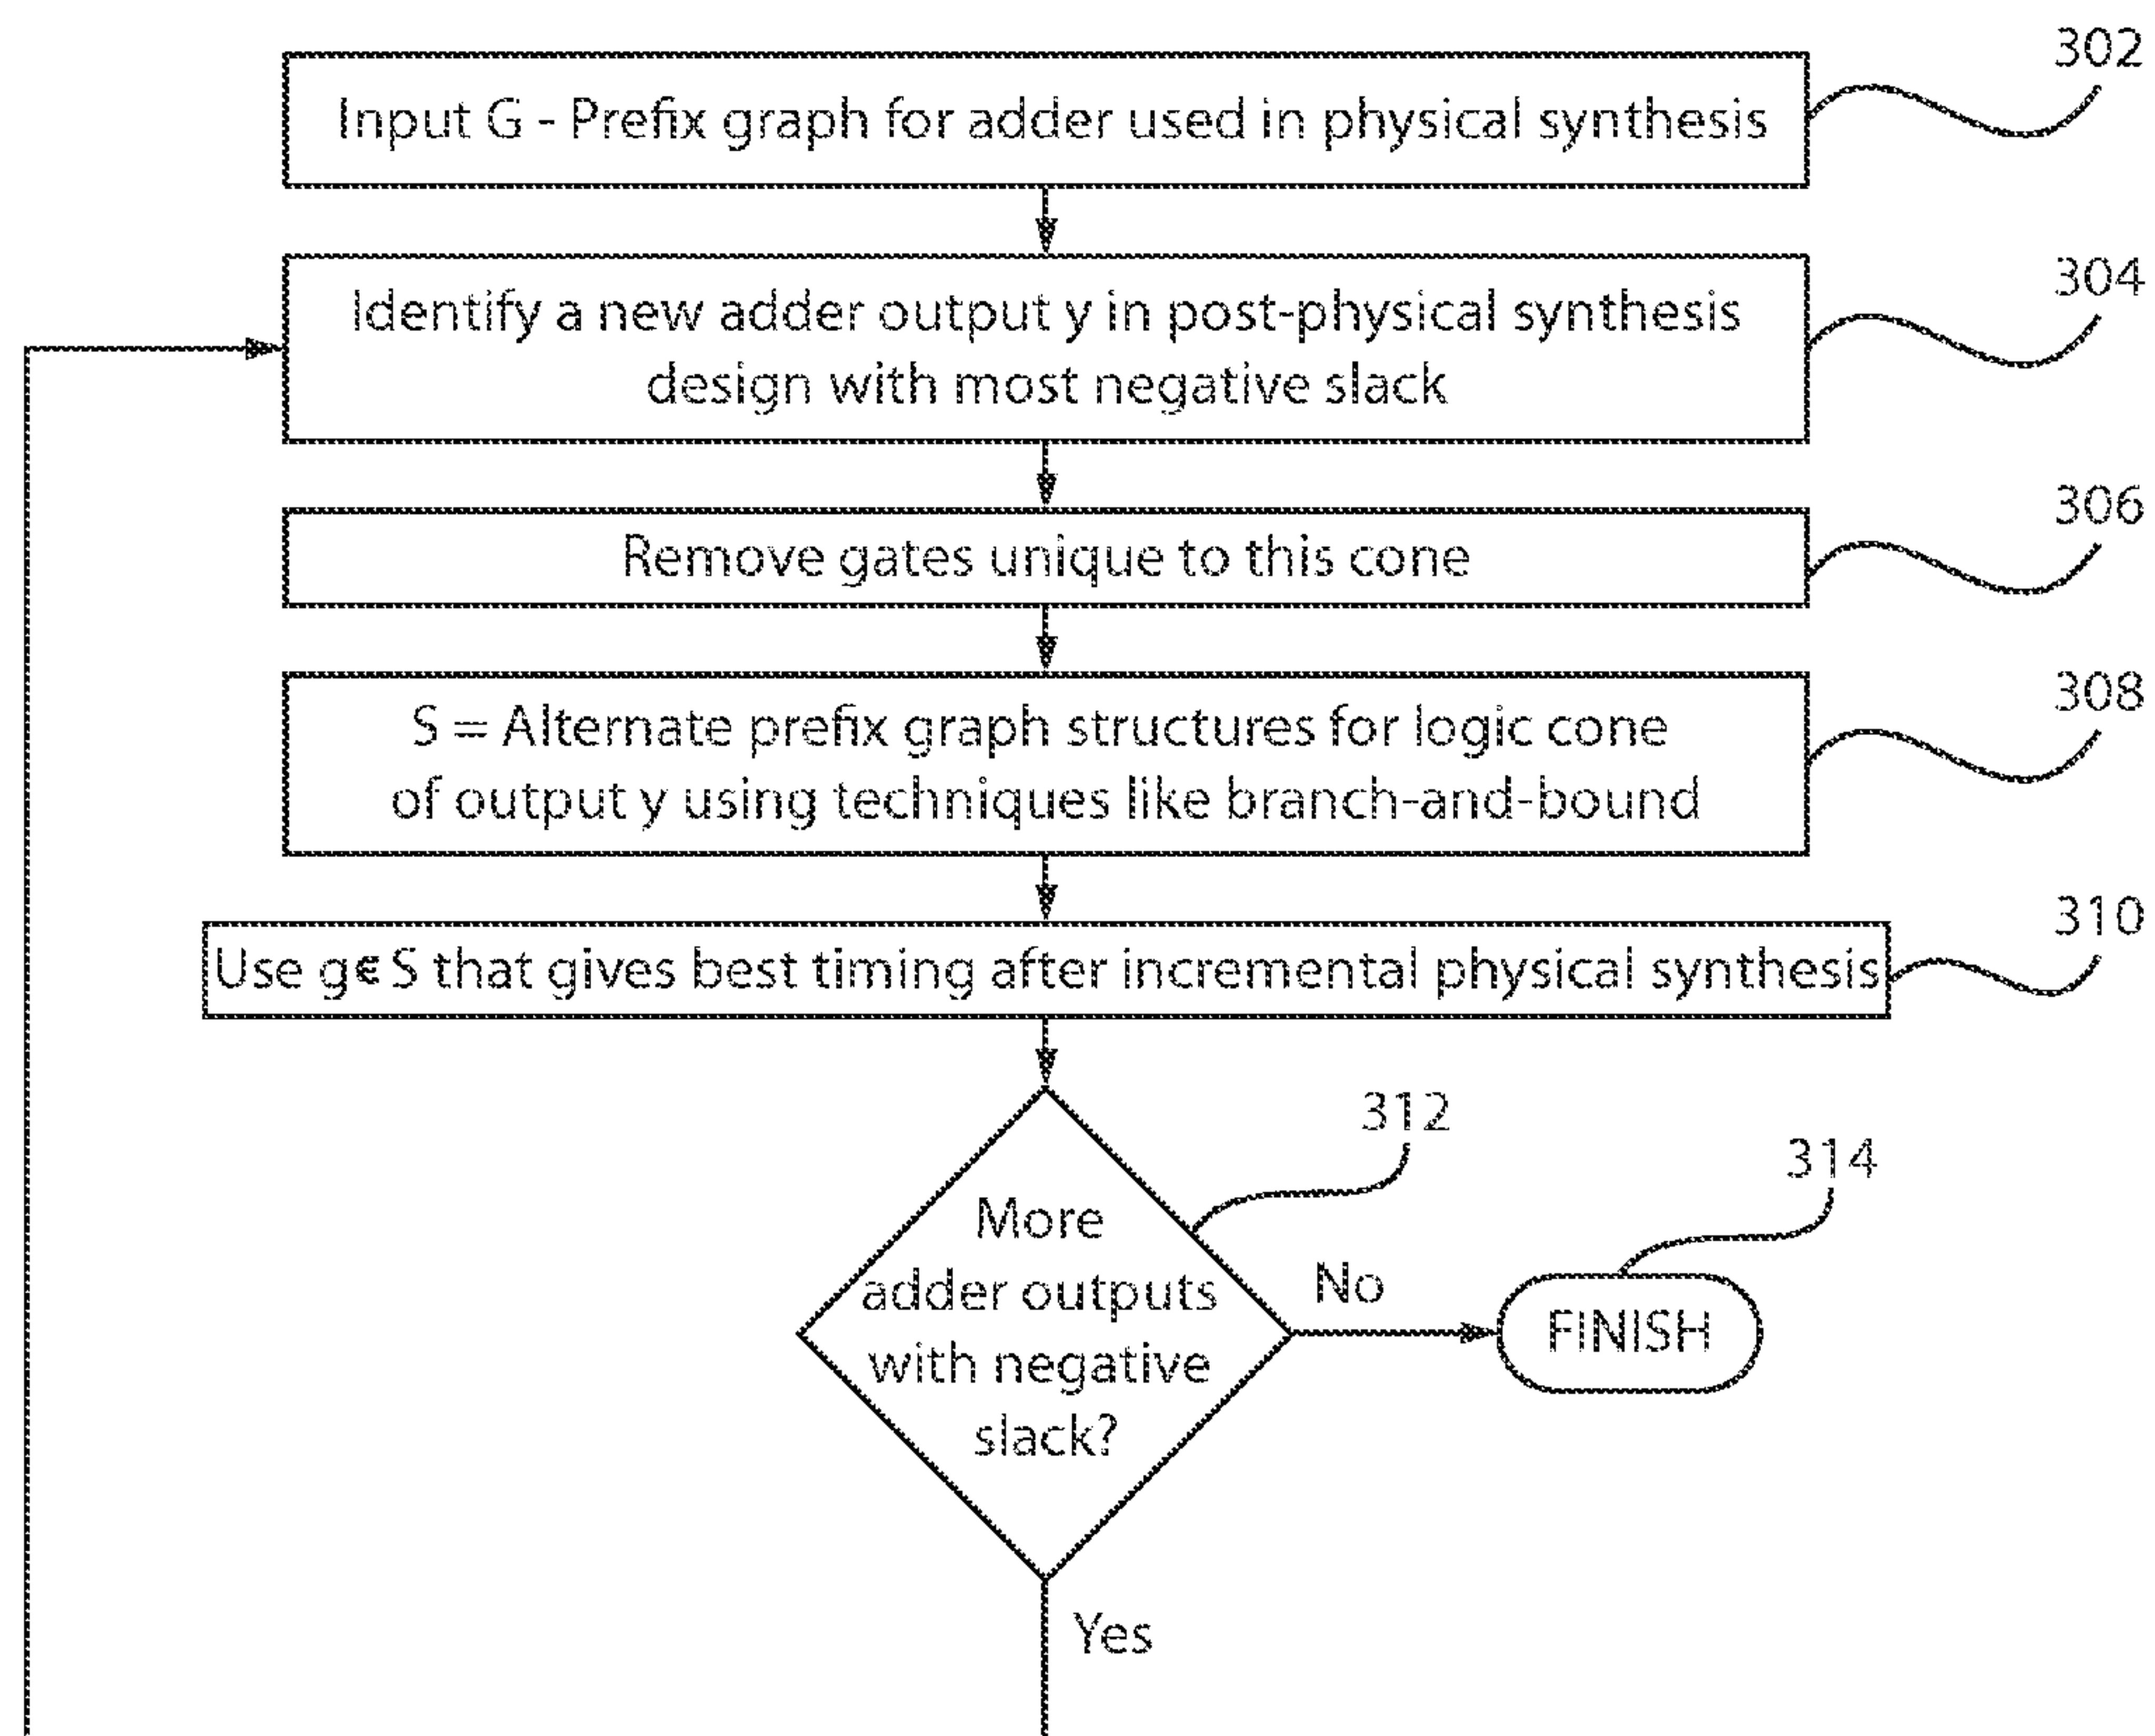 302
Input G - Prefix graph for adder used in physical synthesis
304
Identify a new adder output y in post-physical synthesis
design with most negative slack
306
Remove gates unique to this cone
308
S = Alternate prefix graph structures for logic cone
of output y using techniques like branch-and-bound
310
Use g∈S that gives best timing after incremental physical synthesis
312
314
More
adder outputs
with negative
slack?
No
FINISH
Yes